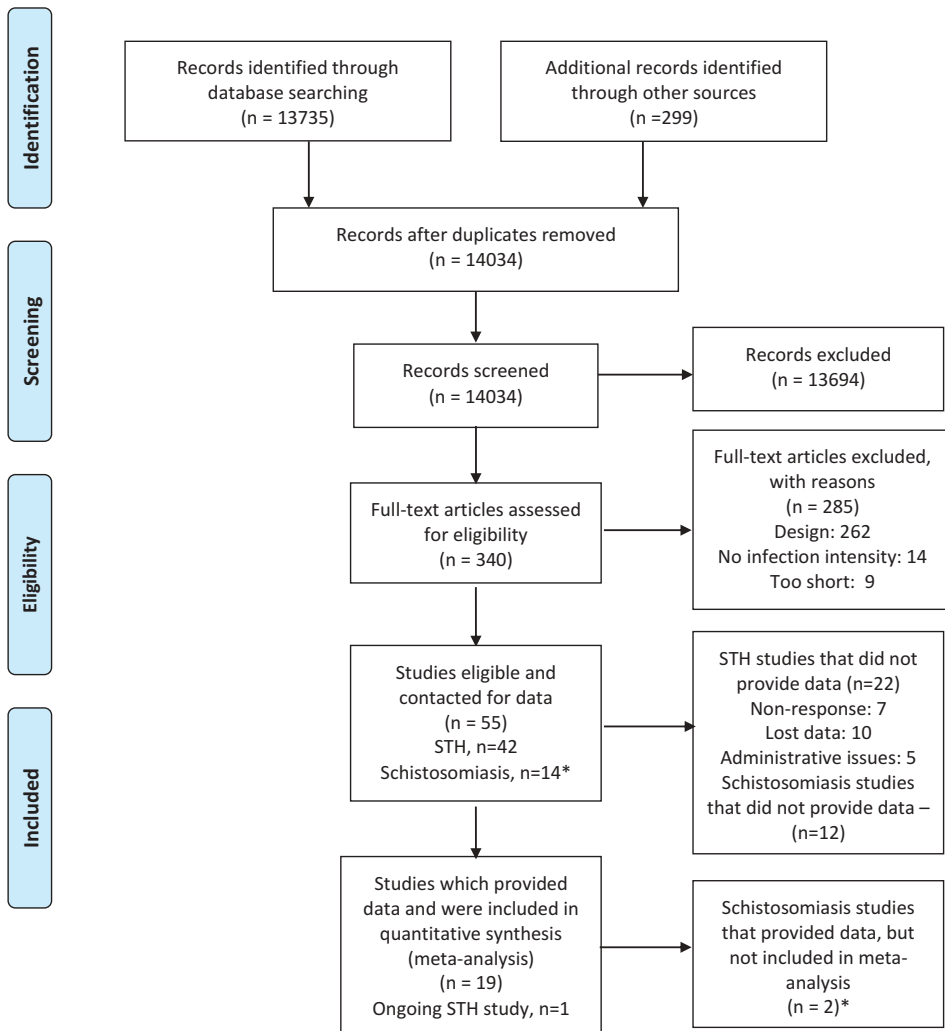 Identification
Records identified through
database searching
(n = 13735)
Additional records identified
through other sources
(n =299)
Records after duplicates removed
(n = 14034)
Screening
Records screened
(n = 14034)
Records excluded
(n = 13694)
Eligibility
Full-text articles assessed
for eligibility
(n = 340)
Full-text articles excluded,
with reasons
(n = 285)
Design: 262
No infection intensity: 14
Too short: 9
Studies eligible and
contacted for data
(n = 55)
STH, n=42
Schistosomiasis, n=14*
STH studies that did not
provide data (n=22)
Non-response: 7
Lost data: 10
Administrative issues: 5
Schistosomiasis studies
that did not provide data –
(n=12)
Included
Studies which provided
data and were included in
quantitative synthesis
(meta-analysis)
(n = 19)
Ongoing STH study, n=1
Schistosomiasis studies
that provided data, but
not included in meta-
analysis
(n = 2)*